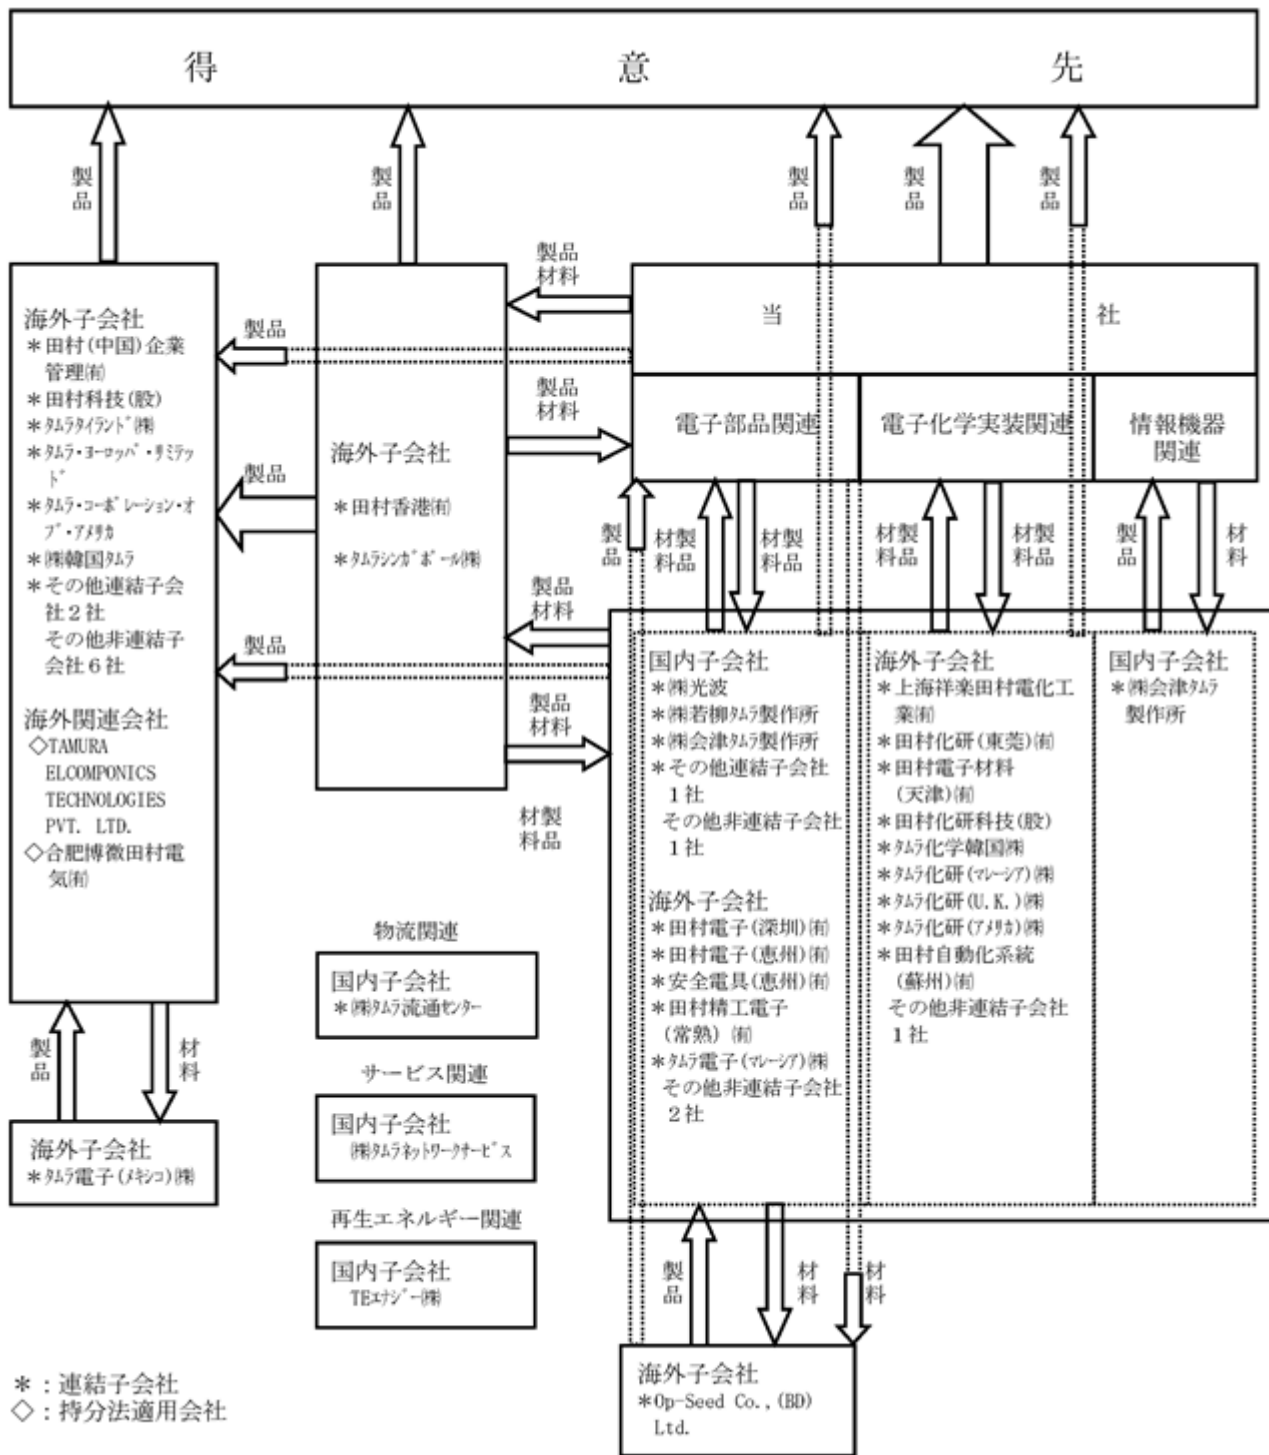 得意先
製品
製品
製品
製品
製品
製品
材料
当社
製品
製品
材料
電子部品関連
電子化学実装関連
情報機器
関連
海外子会社
＊田村(中国)企業
管理㈲
＊田村科技(股)
＊ﾀﾑﾗﾀｲﾗﾝﾄﾞ㈱
＊ﾀﾑﾗ・ﾖｰﾛｯﾊﾟ・ﾘﾐﾃｯ
ﾄﾞ
＊ﾀﾑﾗ・ｺｰﾎﾟﾚｰｼｮﾝ・ｵ
ﾌﾞ・ｱﾒﾘｶ
＊㈱韓国ﾀﾑﾗ
＊その他連結子会
社２社
その他非連結子
会社６社
海外関連会社
◇TAMURA
ELCOMPONICS
TECHNOLOGIES
PVT. LTD.
◇合肥博微田村電
気㈲
製品
製品
海外子会社
＊田村香港㈲
＊ﾀﾑﾗｼﾝｶﾞﾎﾟｰﾙ㈱
製品
材料
製品
材料
材製
料品
製品
材製
料品
材製
料品
材製
料品
材製
料品
製品
材料
国内子会社
＊㈱光波
＊㈱若柳ﾀﾑﾗ製作所
＊㈱会津ﾀﾑﾗ製作所
＊その他連結子会社
１社
その他非連結子会社
１社
海外子会社
＊田村電子(深圳)㈲
＊田村電子(恵州)㈲
＊安全電具(恵州)㈲
＊田村精工電子
(常熟) ㈲
＊ﾀﾑﾗ電子(ﾏﾚｰｼｱ)㈱
その他非連結子会社
２社
海外子会社
＊上海祥楽田村電化工
業㈲
＊田村化研(東莞)㈲
＊田村電子材料
(天津)㈲
＊田村化研科技(股)
＊ﾀﾑﾗ化学韓国㈱
＊ﾀﾑﾗ化研(ﾏﾚｰｼｱ)㈱
＊ﾀﾑﾗ化研(U.K.)㈱
＊ﾀﾑﾗ化研(ｱﾒﾘｶ)㈱
＊田村自動化系統
(蘇州)㈲
その他非連結子会社
１社
国内子会社
＊㈱会津ﾀﾑﾗ
製作所
物流関連
国内子会社
＊㈱ﾀﾑﾗ流通ｾﾝﾀｰ
サービス関連
国内子会社
㈱ﾀﾑﾗﾈｯﾄﾜｰｸｻｰﾋﾞｽ
再生エネルギー関連
国内子会社
TEｴﾅｼﾞｰ㈱
製品
材料
海外子会社
＊ﾀﾑﾗ電子(ﾒｷｼｺ)㈱
製品
材料
材料
海外子会社
＊Op-Seed Co.,(BD)
Ltd.
＊：連結子会社
◇：持分法適用会社